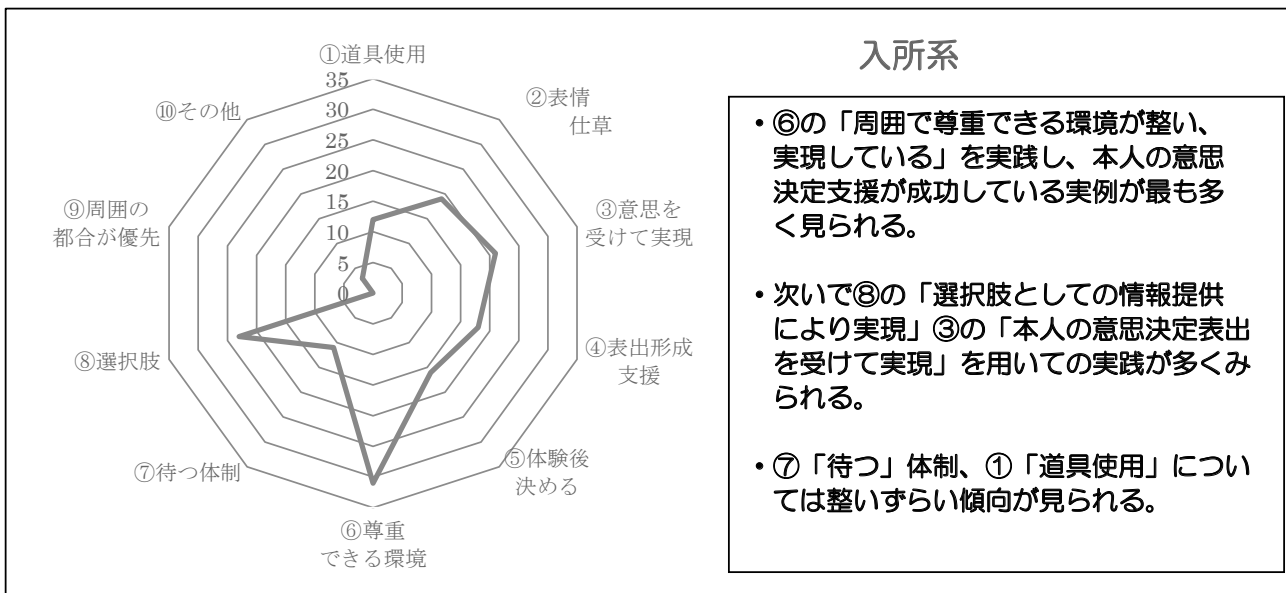 ①道具使用
②表情
仕草
③意思を
受けて実現
④表出形成
支援
⑤体験後
決める
⑥尊重
できる環境
⑦待つ体制
⑧選択肢
⑨周囲の
都合が優先
⑩その他
35
30
25
20
15
10
5
0
入所系
・⑥の「周囲で尊重できる環境が整い、
実現している」を実践し、本人の意思
決定支援が成功している実例が最も多
く見られる。
・次いで⑧の「選択肢としての情報提供
により実現」③の「本人の意思決定表出
を受けて実現」を用いての実践が多くみ
られる。
・⑦「待つ」体制、①「道具使用」につい
ては整いずらい傾向が見られる。